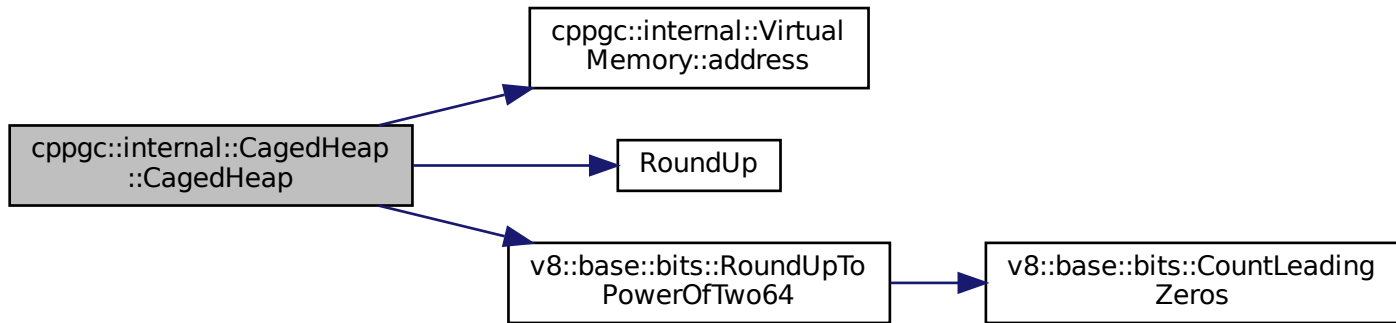 cppgc::internal::Virtual
Memory::address
cppgc::internal::CagedHeap
::CagedHeap
RoundUp
v8::base::bits::RoundUpTo
PowerOfTwo64
v8::base::bits::CountLeading
Zeros